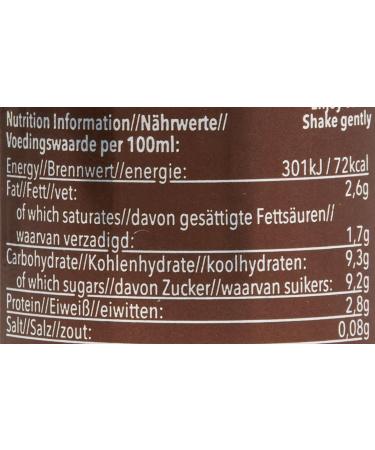 Enjoy
Nutrition Information//Nährwerte// Shake gently
Voedingswaarde per 100ml:
Energy//Brennwert//energie: 301kJ / 72kcal
Fat//Fett//vet: 2,6g
of which saturates//davon gesättigte Fettsäuren//
waarvan verzadigd: 1,7g
Carbohydrate//Kohlenhydrate//koolhydraten: 9,3g
of which sugars//davon Zucker//waarvan suikers: 9,2g
Protein//Eiweiß//eiwitten: 2,8g
Salt//Salz//zout: 0,08g